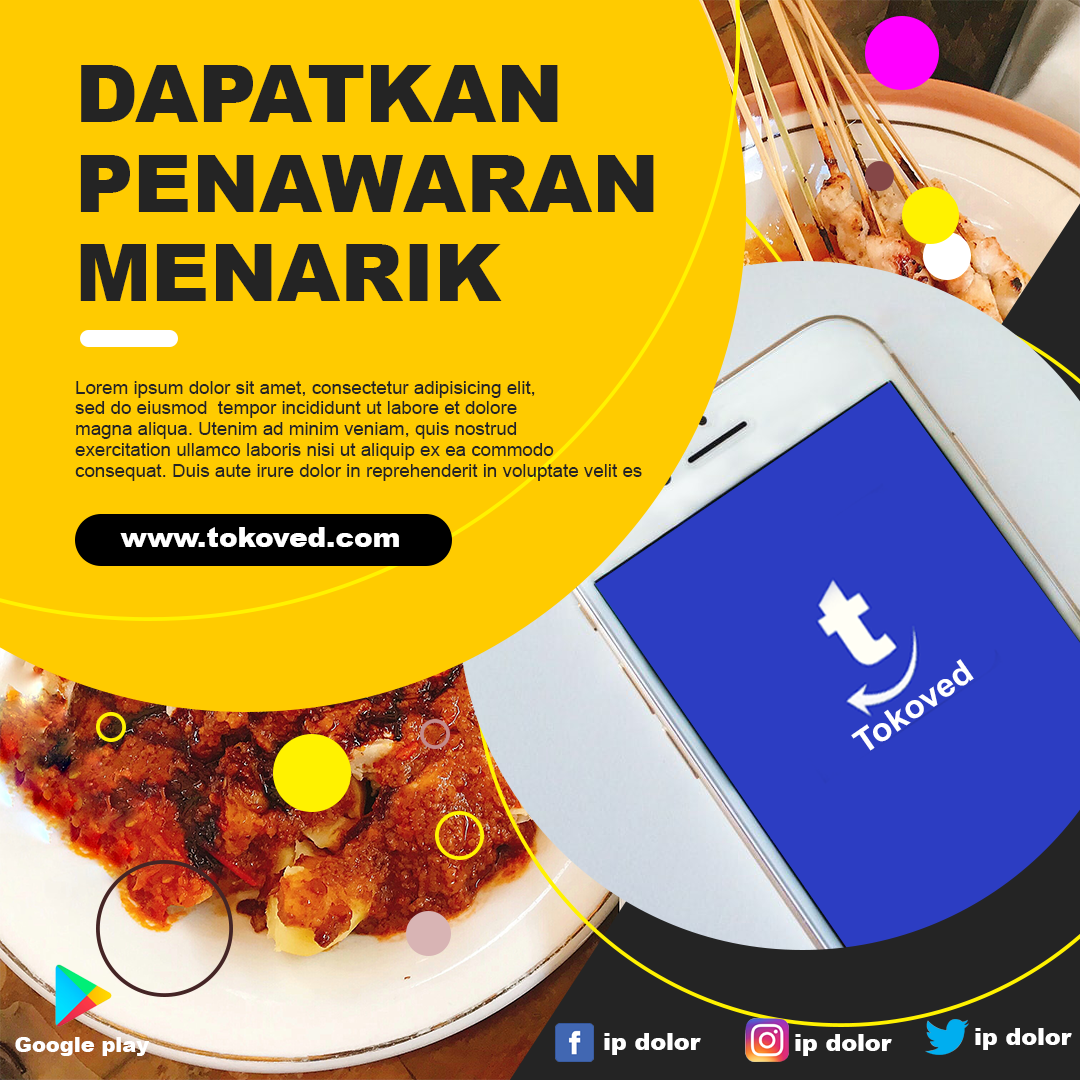 DAPATKAN
PENAWARAN
MENARIK
Lorem ipsum dolor sit amet, consectetur adipisicing elit,
sed do eiusmod  tempor incididunt ut labore et dolore
magna aliqua. Utenim ad minim veniam, quis nostrud
exercitation ullamco laboris nisi ut aliquip ex ea commodo
consequat. Duis aute irure dolor in reprehenderit in voluptate velit es
www.tokoved.com
t
Tokoved
Google play
f ip dolor
ip dolor
ip dolor